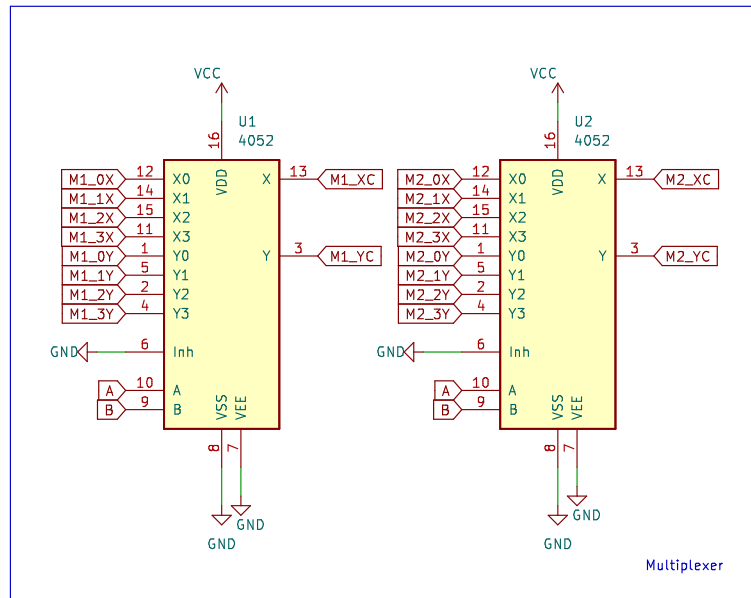 VCC
U1
4052
16
VDD
M1_0X 12 X0 X 13 M1_XC
M1_1X 14 X1
M1_2X 15 X2
M1_3X 11 X3
M1_0Y 1 Y0 Y 3 M1_YC
M1_1Y 5 Y1
M1_2Y 2 Y2
M1_3Y 4 Y3
GND 6 Inh
A 10 A
B 9 B
VSS VEE
8 7
GND
GND
VCC
U2
4052
16
VDD
M2_0X 12 X0 X 13 M2_XC
M2_1X 14 X1
M2_2X 15 X2
M2_3X 11 X3
M2_0Y 1 Y0 Y 3 M2_YC
M2_1Y 5 Y1
M2_2Y 2 Y2
M2_3Y 4 Y3
GND 6 Inh
A 10 A
B 9 B
VSS VEE
8 7
GND
GND
Multiplexer